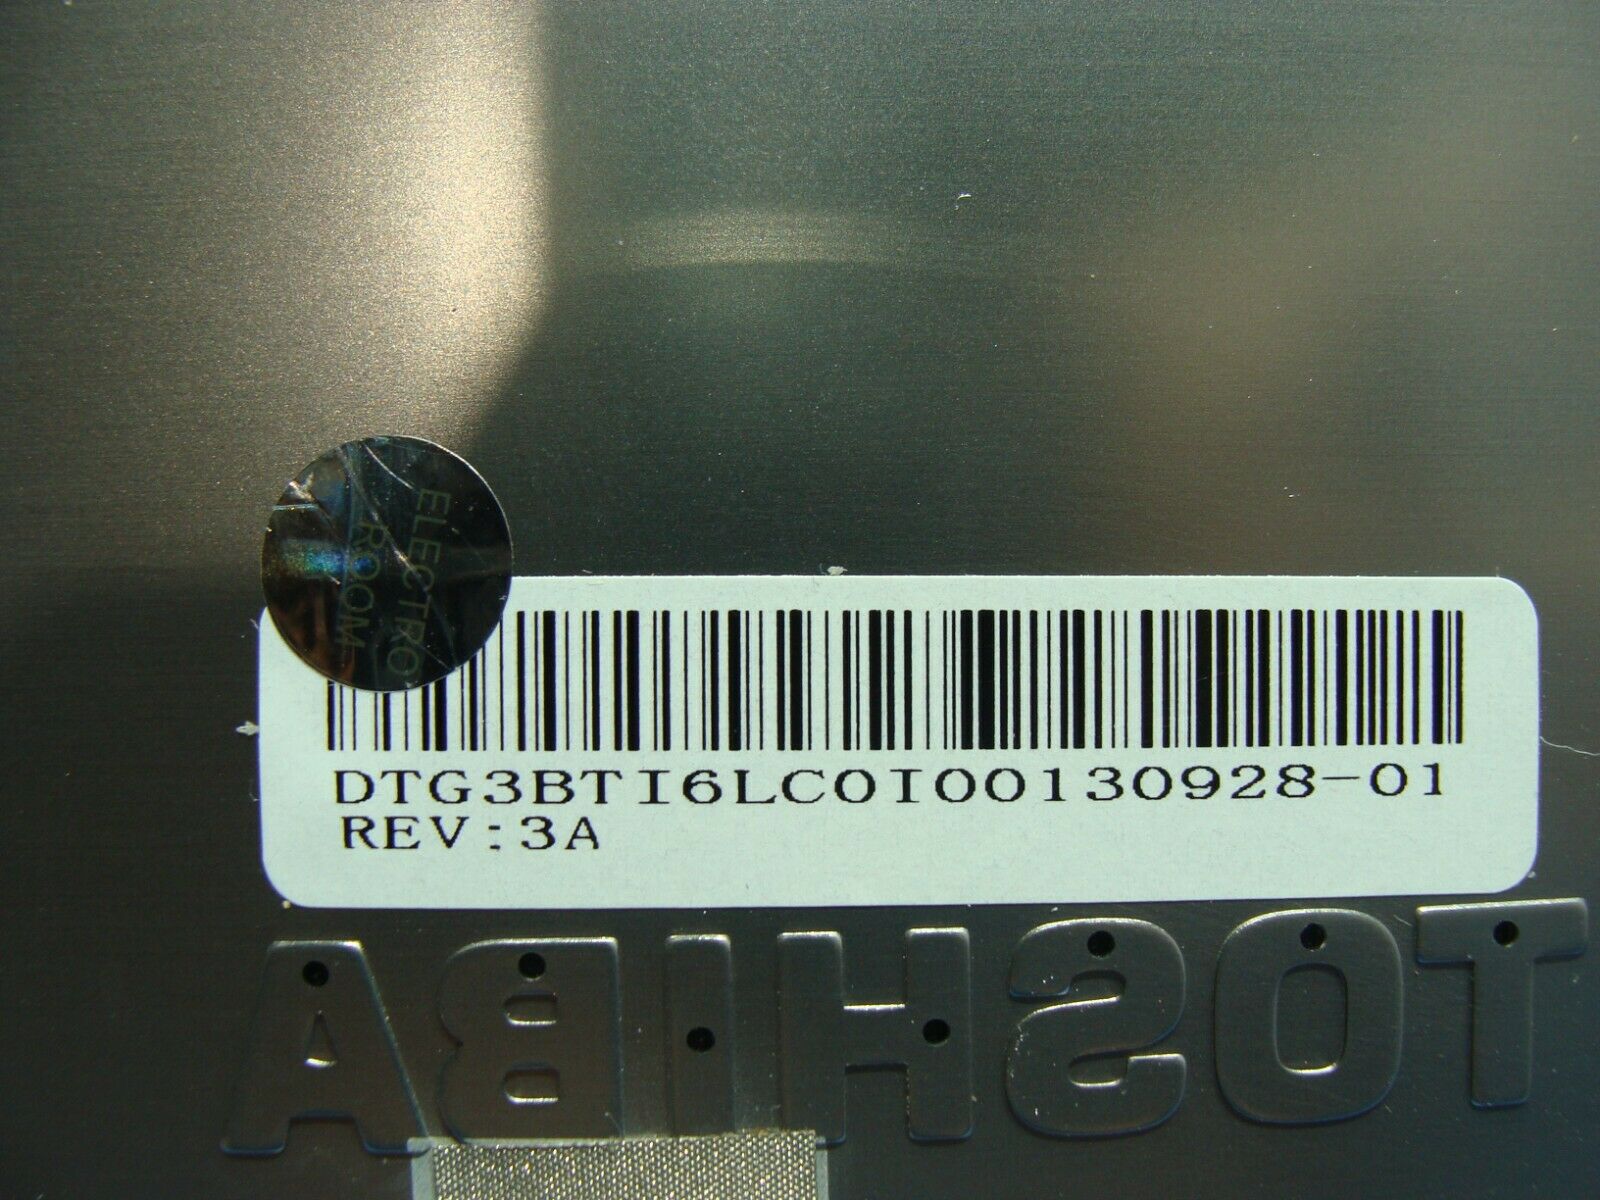 ELECTRO
ROOM
DTG3BTI6LC0I00130928-01
REV:3A
TOSHIBA